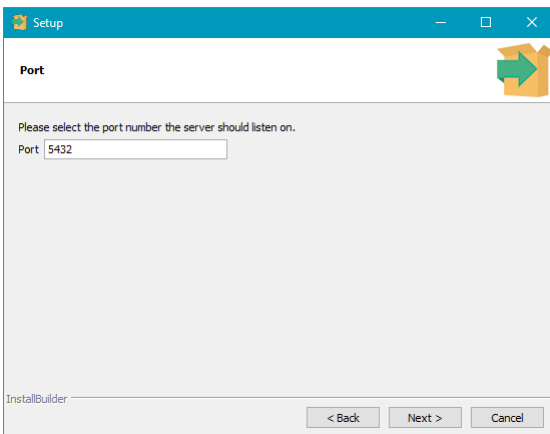 Setup
Port
Please select the port number the server should listen on.
Port 5432
InstallBuilder
< Back Next > Cancel